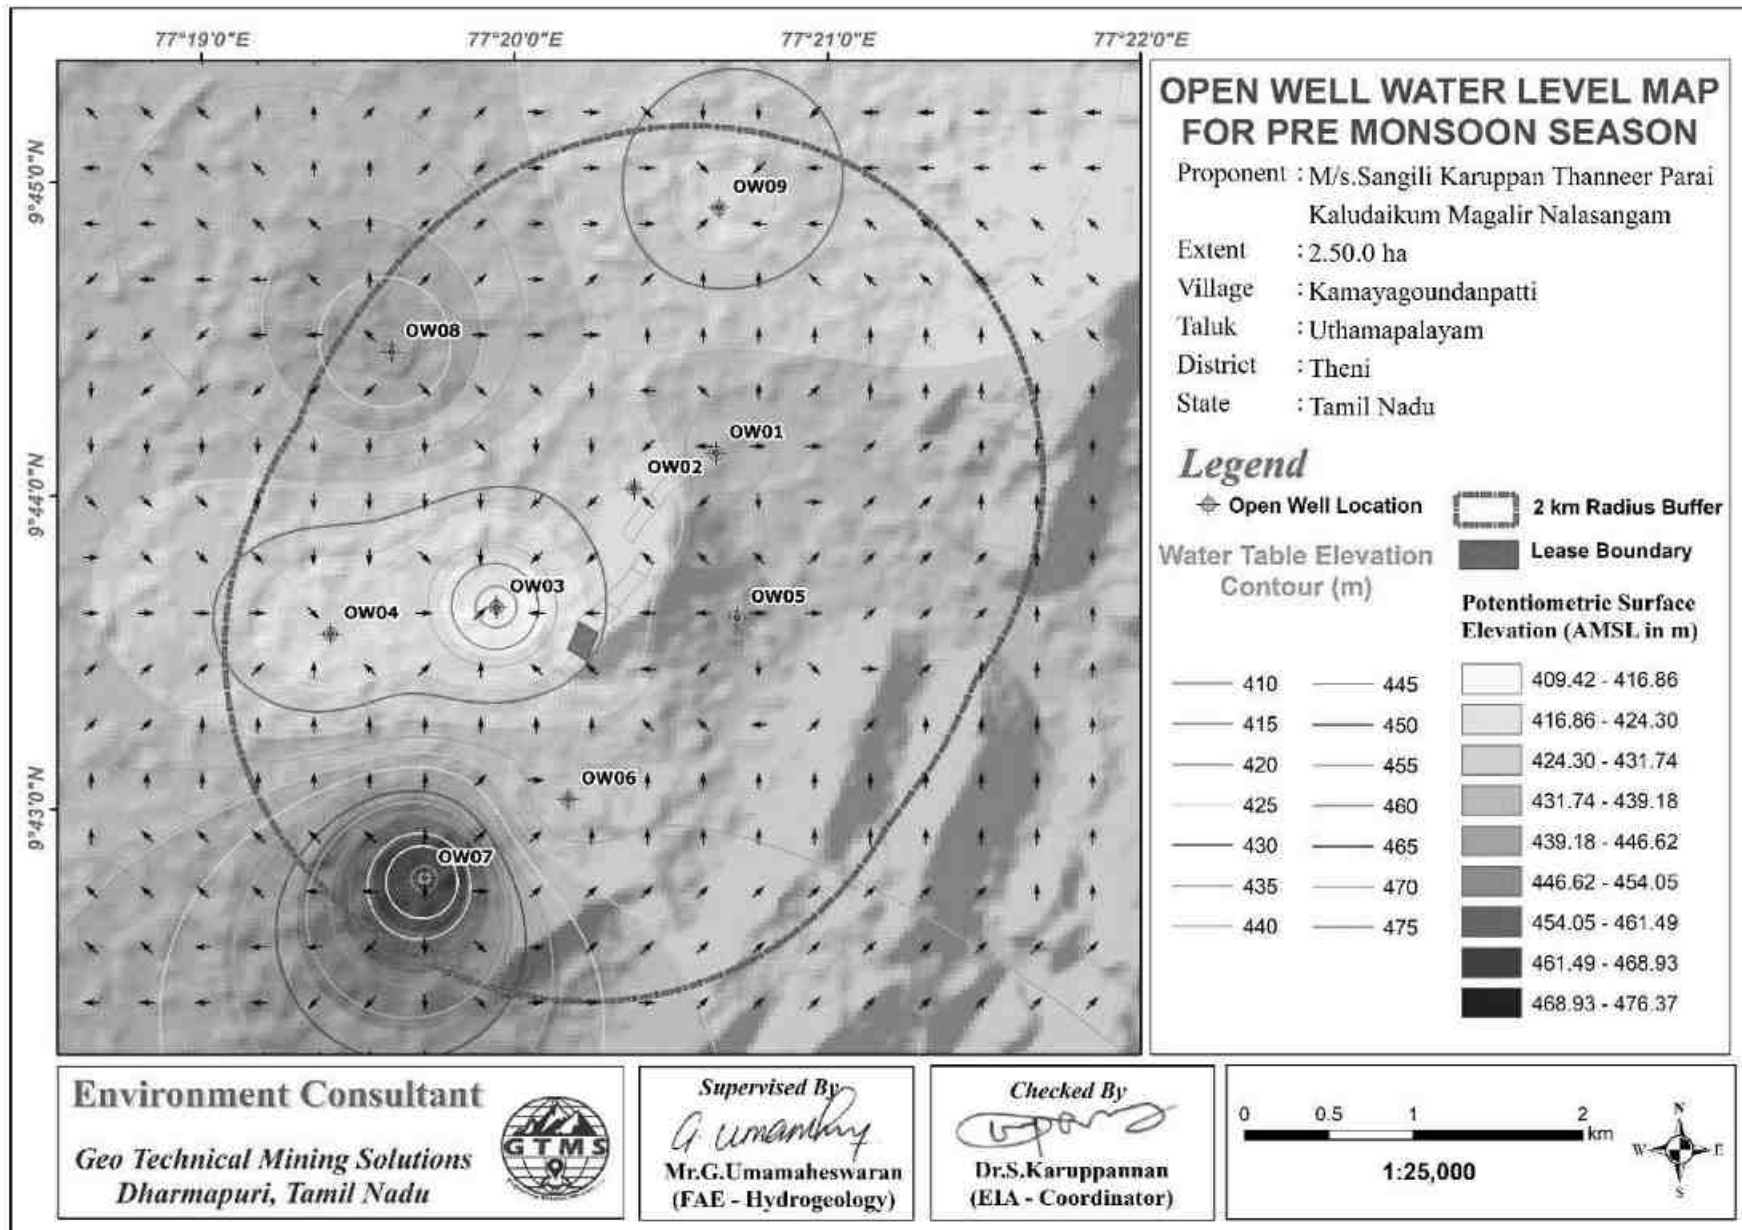 77°19'0"E 77°20'0"E 77°21'0"E 77°22'0"E
9°45'0"N
9°44'0"N
9°43'0"N
OW09
OW08
OW01
OW02
OW03
OW04
OW05
OW06
OW07
OPEN WELL WATER LEVEL MAP
FOR PRE MONSOON SEASON
Proponent : M/s.Sangili Karuppan Thanneer Parai
Kaludaikum Magalir Nalasangam
Extent : 2.50.0 ha
Village : Kamayagoundanpatti
Taluk : Uthamapalayam
District : Theni
State : Tamil Nadu
Legend
Open Well Location
2 km Radius Buffer
Lease Boundary
Water Table Elevation
Contour (m)
410 445
415 450
420 455
425 460
430 465
435 470
440 475
Potentiometric Surface
Elevation (AMSL in m)
409.42 - 416.86
416.86 - 424.30
424.30 - 431.74
431.74 - 439.18
439.18 - 446.62
446.62 - 454.05
454.05 - 461.49
461.49 - 468.93
468.93 - 476.37
Environment Consultant
Geo Technical Mining Solutions
Dharmapuri, Tamil Nadu
GTMS
Supervised By
G. Umamhy
Mr.G.Umamaheswaran
(FAE - Hydrogeology)
Checked By
Dr.S.Karuppannan
(EIA - Coordinator)
0 0.5 1 2
km
1:25,000
N
W E
S